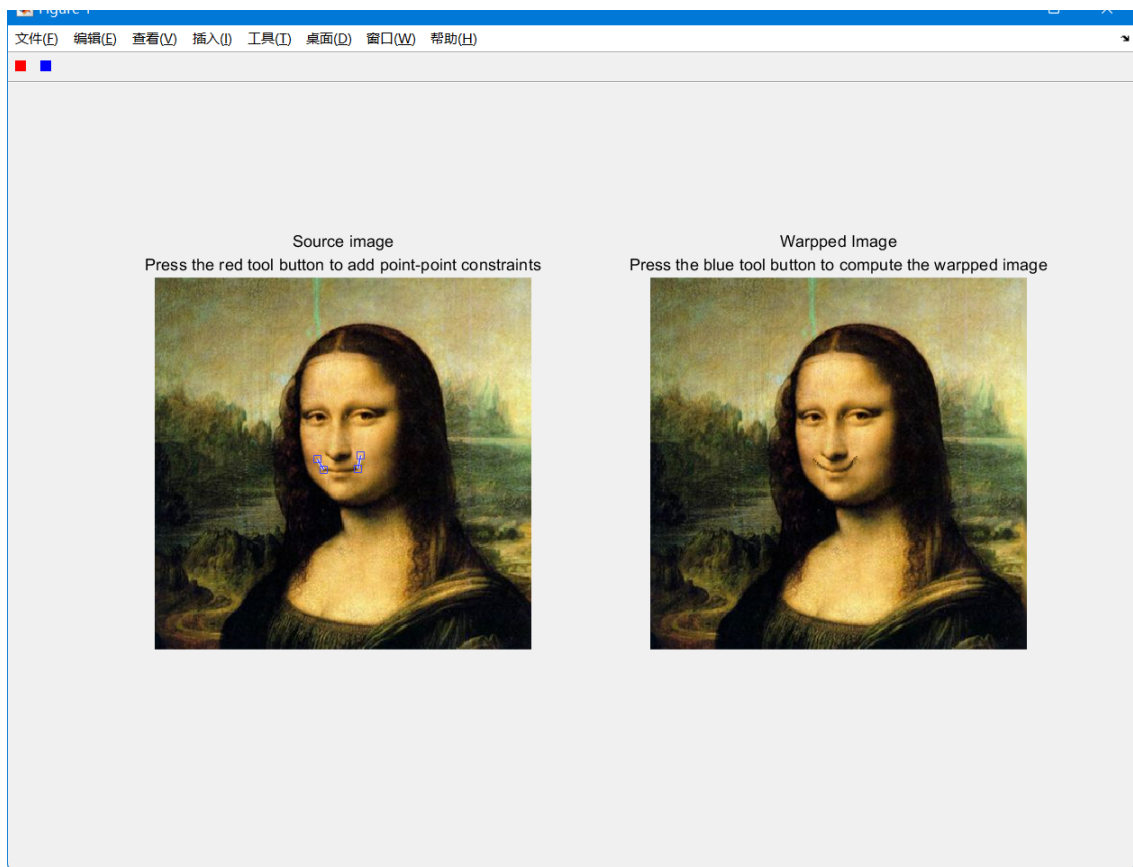 Figure 1
文件(F) 编辑(E) 查看(V) 插入(I) 工具(T) 桌面(D) 窗口(W) 帮助(H)
Source image
Press the red tool button to add point-point constraints
Warpped Image
Press the blue tool button to compute the warpped image